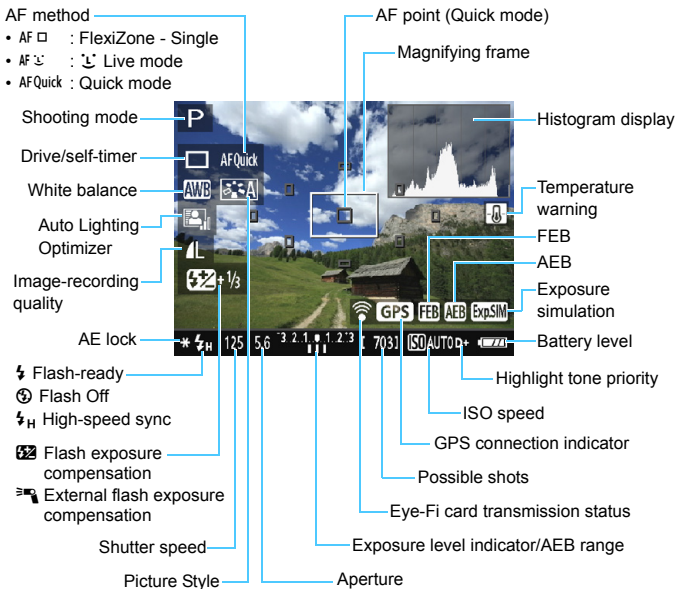 AF method
• AF □ : FlexiZone - Single
• AF : Live mode
• AFQuick : Quick mode
AF point (Quick mode)
Magnifying frame
Shooting mode
Drive/self-timer
White balance
Auto Lighting
Optimizer
Image-recording
quality
AE lock
Flash-ready
Flash Off
H High-speed sync
Flash exposure
compensation
External flash exposure
compensation
Shutter speed
Picture Style
P
AFQuick
AWB
A
L
+1/3
GPS FEB AEB Exp.SIM
* H 125 5.6 -3..2..1..▼..1..2.:+3 [ 703] ISO AUTO D+
Histogram display
Temperature
warning
FEB
AEB
Exposure
simulation
Battery level
Highlight tone priority
ISO speed
GPS connection indicator
Possible shots
Eye-Fi card transmission status
Exposure level indicator/AEB range
Aperture